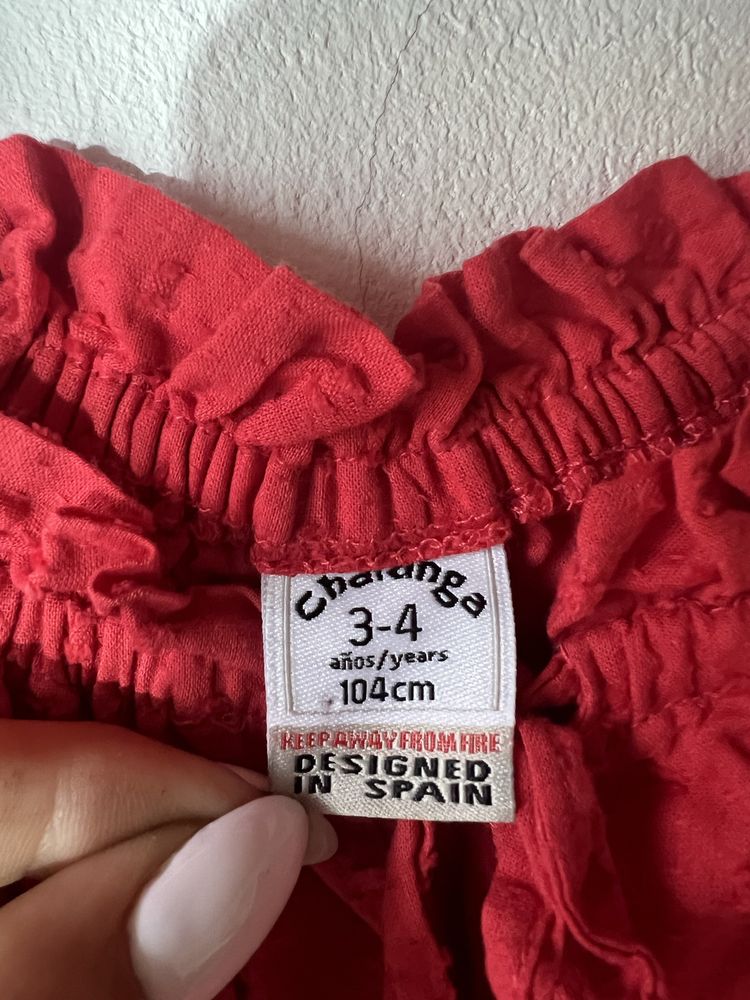 Charanga
3-4
años/years
104cm
KEEP AWAY FROM FIRE
DESIGNED
IN SPAIN